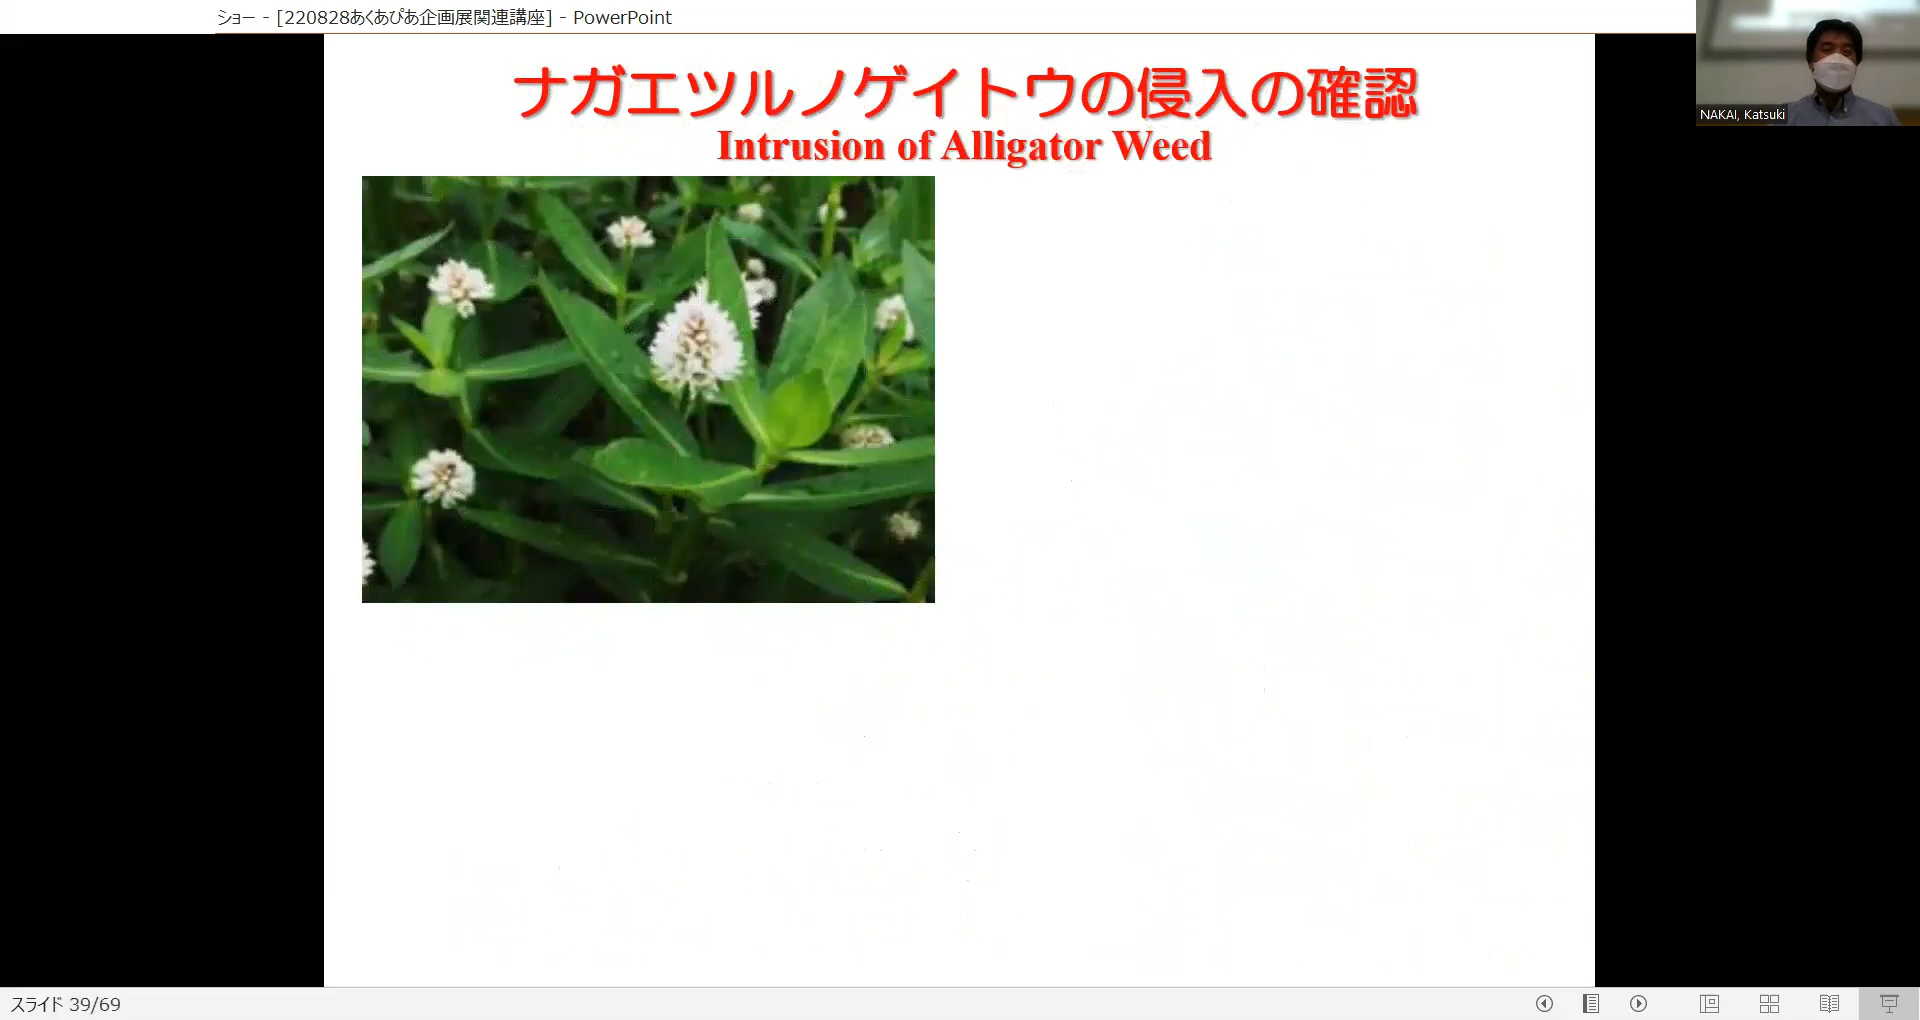 ショー - [220828あくあぴあ企画展関連講座] - PowerPoint
NAKAI, Katsuki
ナガエツルノゲイトウの侵入の確認
Intrusion of Alligator Weed
スライド 39/69